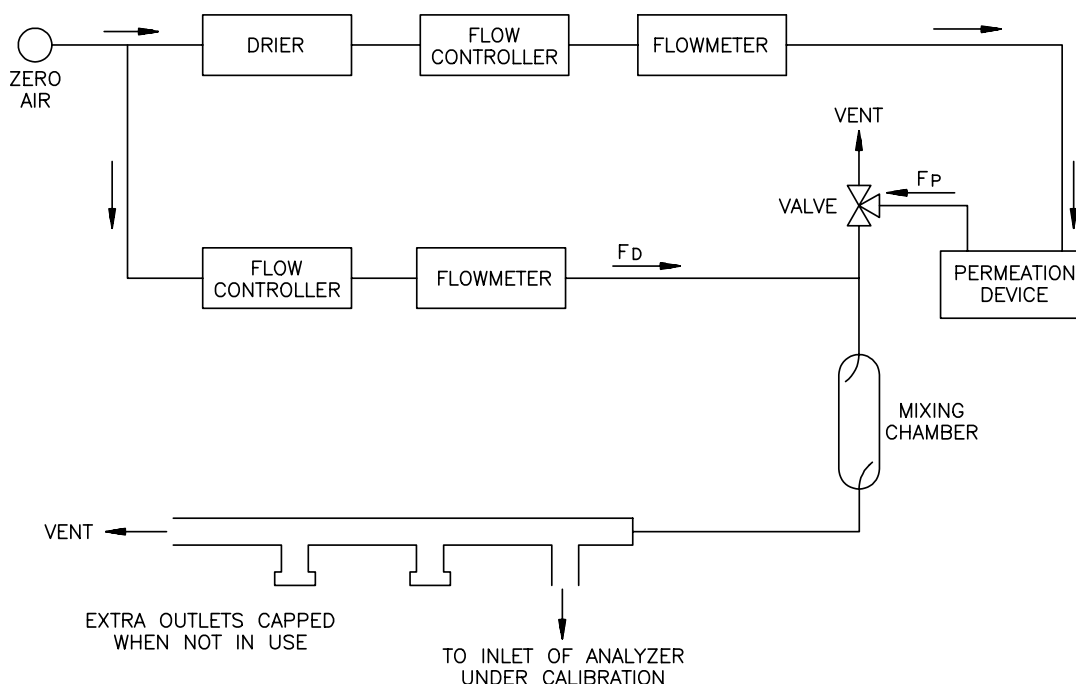 ZERO
AIR
DRIER
FLOW
CONTROLLER
FLOWMETER
VENT
VALVE
FP
PERMEATION
DEVICE
FLOW
CONTROLLER
FLOWMETER
FD
MIXING
CHAMBER
VENT
EXTRA OUTLETS CAPPED
WHEN NOT IN USE
TO INLET OF ANALYZER
UNDER CALIBRATION